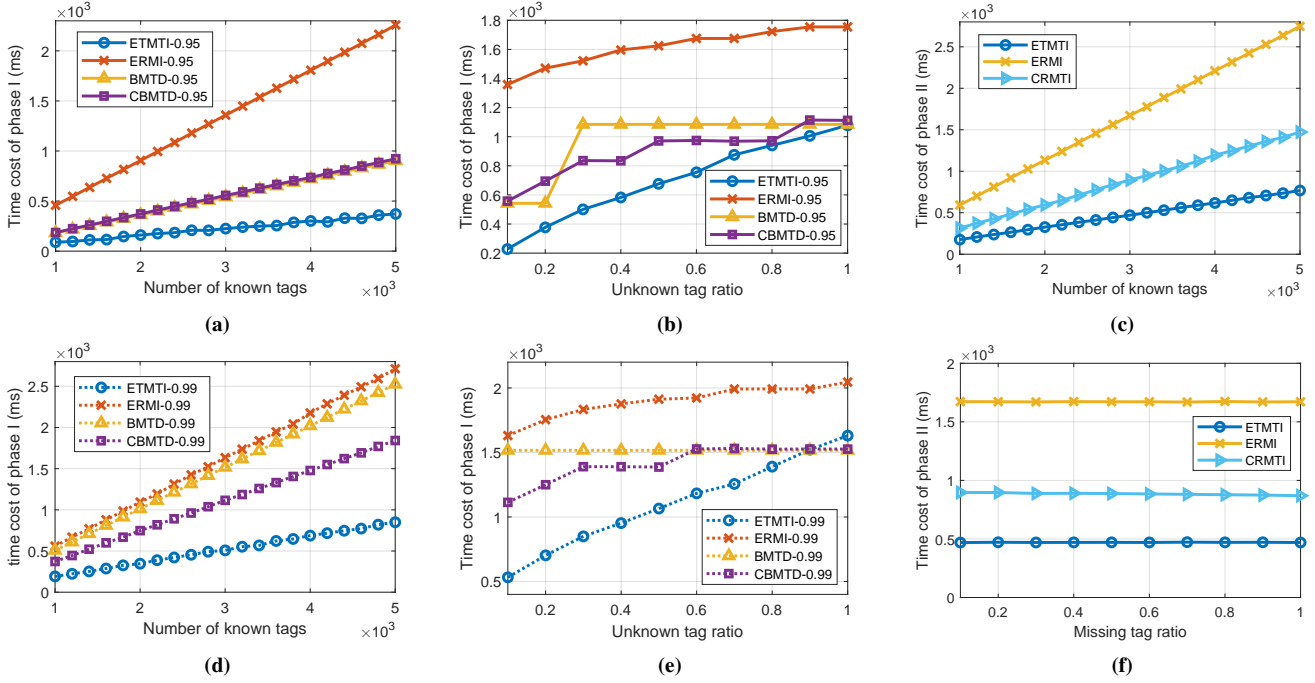 ×10³
Time cost of phase I (ms)
2
1.5
1
0.5
0
ETMTI-0.95
ERMI-0.95
BMTD-0.95
CBMTD-0.95
1 2 3 4 5
Number of known tags
×10³
(a)
×10³
Time cost of phase I (ms)
1.8
1.6
1.4
1.2
1
0.8
0.6
0.4
0.2
ETMTI-0.95
ERMI-0.95
BMTD-0.95
CBMTD-0.95
0.2 0.4 0.6 0.8 1
Unknown tag ratio
(b)
×10³
Time cost of phase II (ms)
2.5
2
1.5
1
0.5
0
ETMTI
ERMI
CRMTI
1 2 3 4 5
Number of known tags
×10³
(c)
×10³
time cost of phase I (ms)
2.5
2
1.5
1
0.5
0
ETMTI-0.99
ERMI-0.99
BMTD-0.99
CBMTD-0.99
1 2 3 4 5
Number of known tags
×10³
(d)
×10³
Time cost of phase I (ms)
2
1.5
1
0.5
ETMTI-0.99
ERMI-0.99
BMTD-0.99
CBMTD-0.99
0.2 0.4 0.6 0.8 1
Unknown tag ratio
(e)
×10³
Time cost of phase II (ms)
2
1.5
1
0.5
0
ETMTI
ERMI
CRMTI
0.2 0.4 0.6 0.8 1
Missing tag ratio
(f)